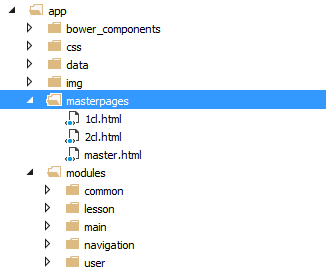 app
bower_components
css
data
img
masterpages
1cl.html
2cl.html
master.html
modules
common
lesson
main
navigation
user